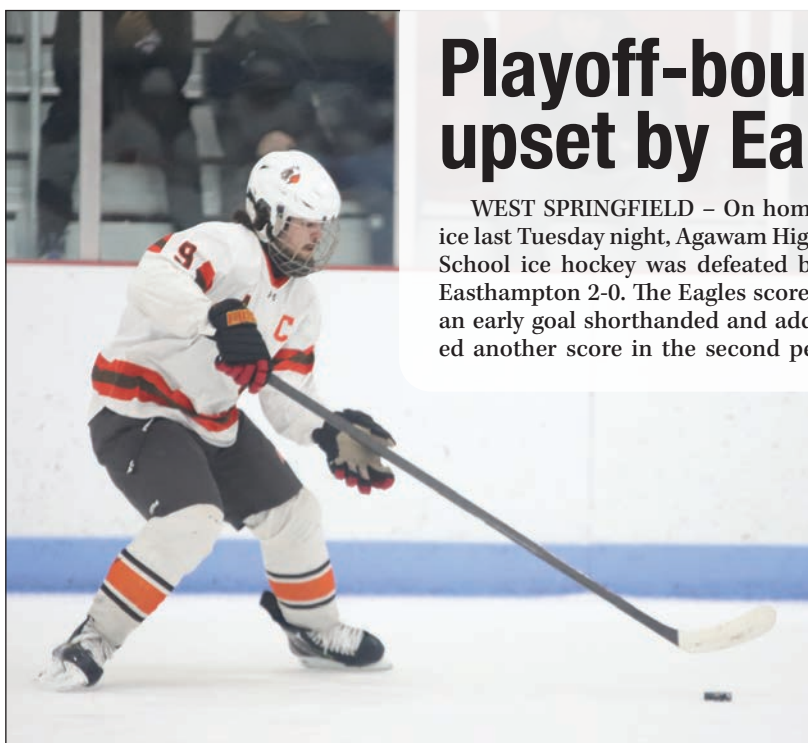 Playoff-bou
upset by Ea
WEST SPRINGFIELD – On hom
ice last Tuesday night, Agawam Hig
School ice hockey was defeated b
Easthampton 2-0. The Eagles score
an early goal shorthanded and add
ed another score in the second pe
9
C